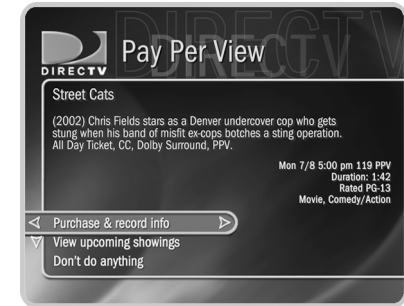 DIRECTV
DIRECTV
Pay Per View
Street Cats
(2002) Chris Fields stars as a Denver undercover cop who gets
stung when his band of misfit ex-cops botches a sting operation.
All Day Ticket, CC, Dolby Surround, PPV.
Mon 7/8 5:00 pm 119 PPV
Duration: 1:42
Rated PG-13
Movie, Comedy/Action
Purchase & record info
View upcoming showings
Don't do anything